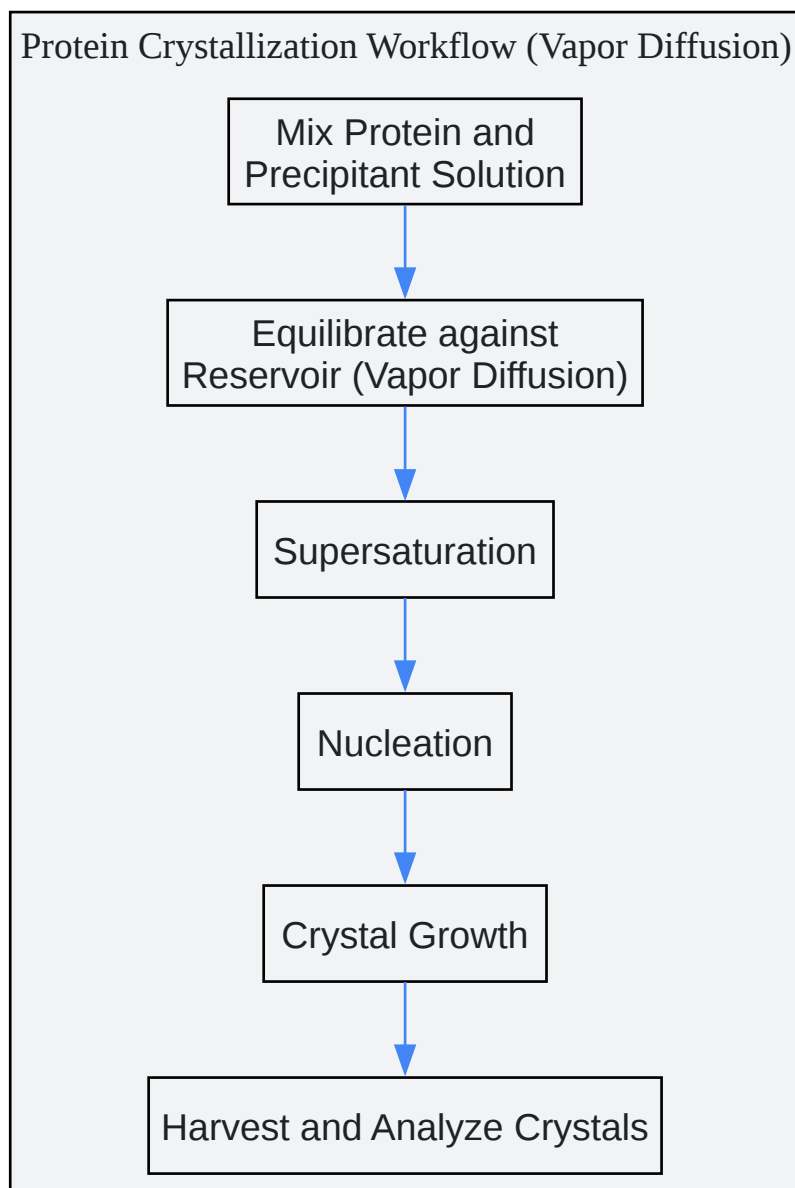 Protein Crystallization Workflow (Vapor Diffusion)
Mix Protein and
Precipitant Solution
Equilibrate against
Reservoir (Vapor Diffusion)
Supersaturation
Nucleation
Crystal Growth
Harvest and Analyze Crystals